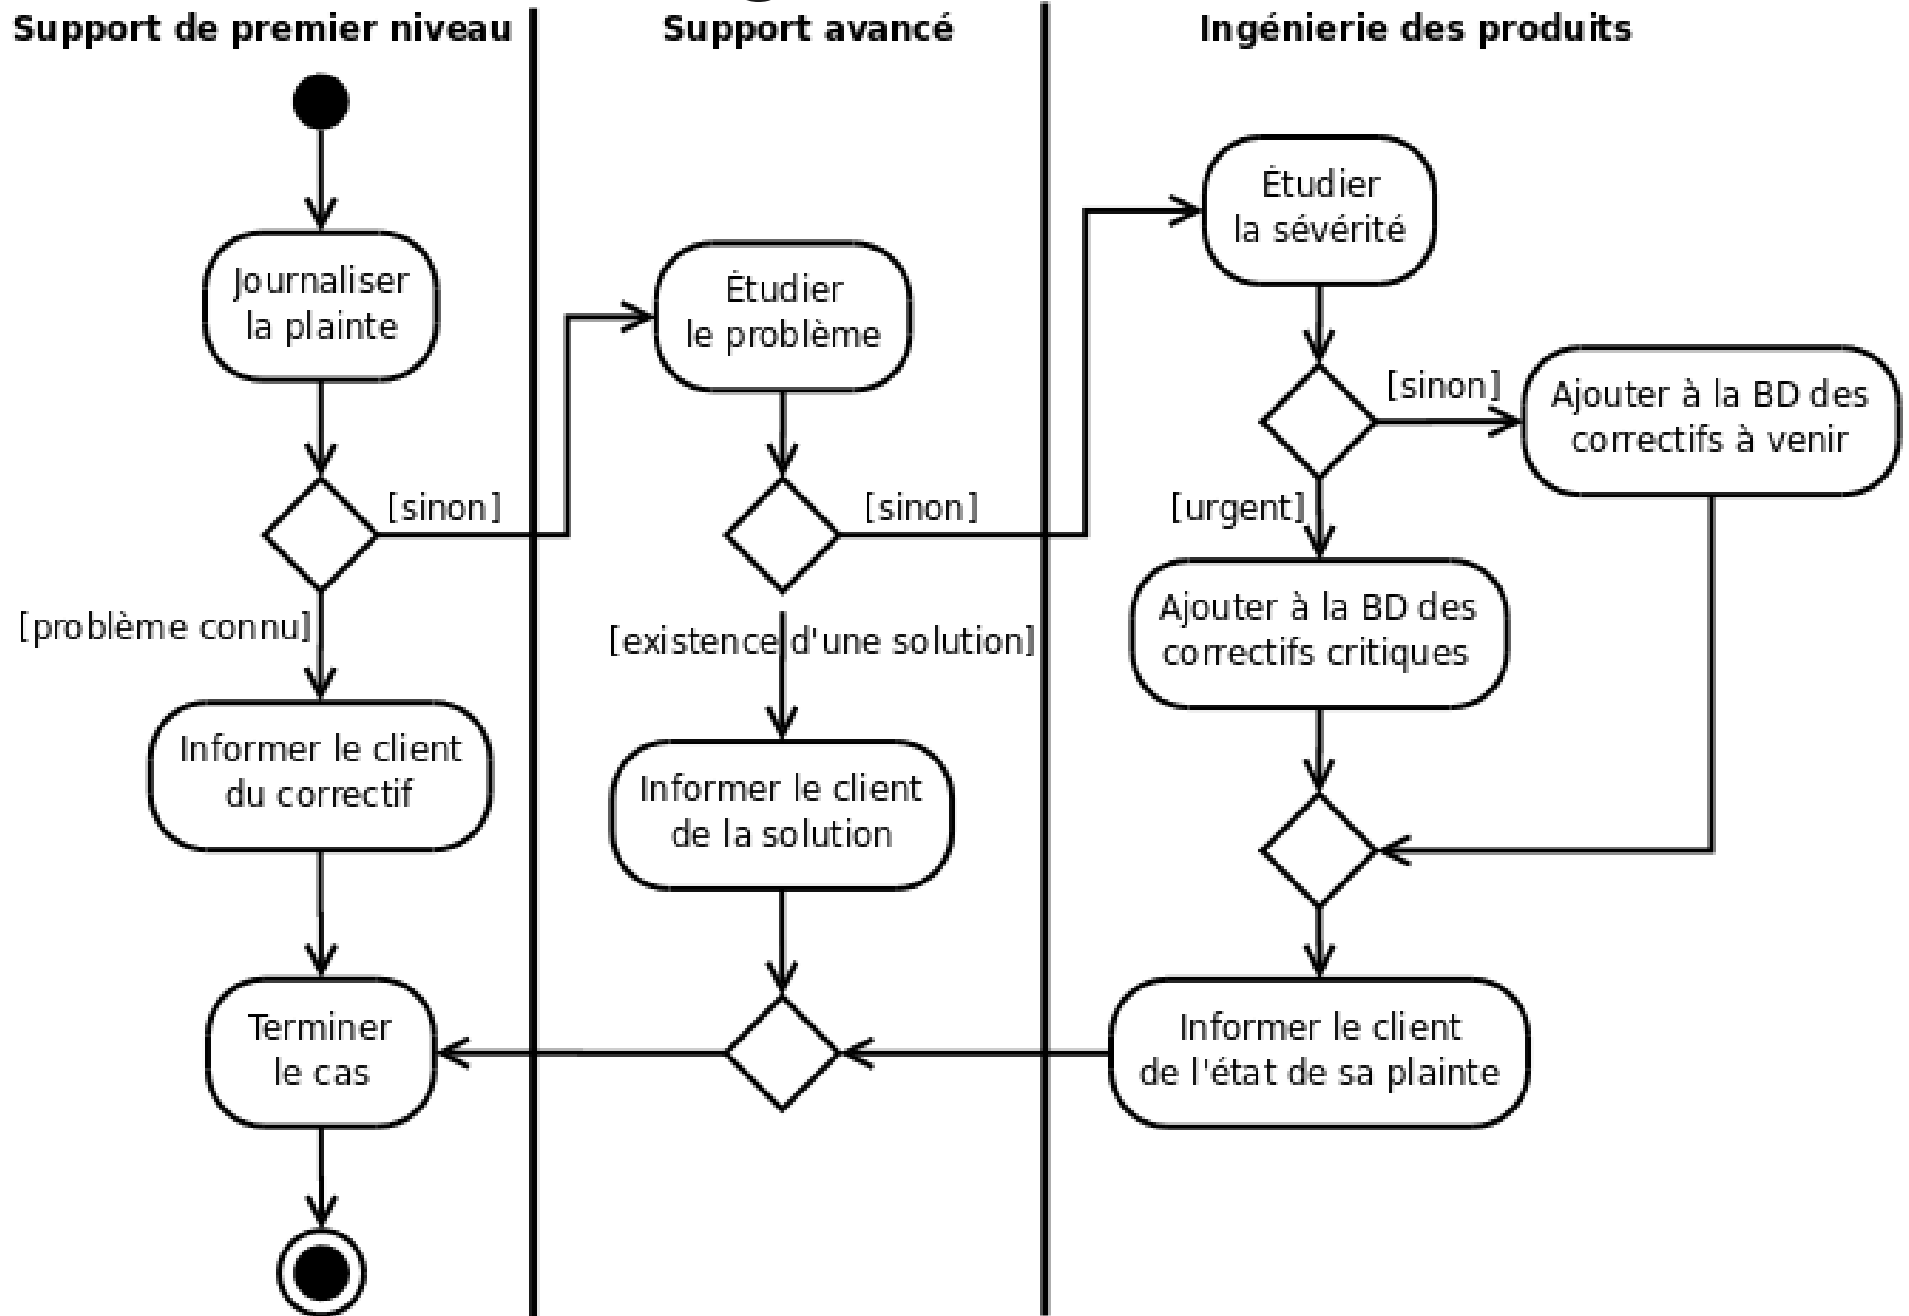 Support de premier niveau
Support avancé
Ingénierie des produits
Journaliser
la plainte
[sinon]
[problème connu]
Informer le client
du correctif
Terminer
le cas
Étudier
le problème
[sinon]
[existence d'une solution]
Informer le client
de la solution
Étudier
la sévérité
[sinon]
Ajouter à la BD des
correctifs à venir
[urgent]
Ajouter à la BD des
correctifs critiques
Informer le client
de l'état de sa plainte